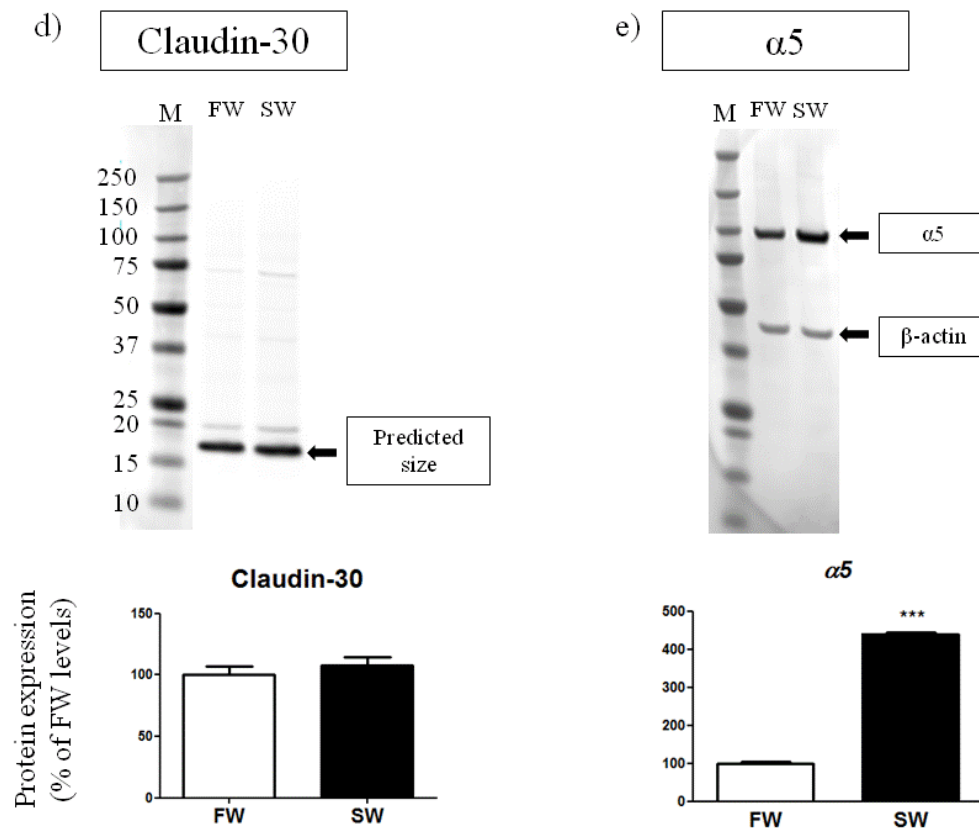 d)
Claudin-30
M FW SW
250
150
100
75
50
37
25
20
15
10
Predicted
size
Claudin-30
Protein expression
(% of FW levels)
150
100
50
0
FW SW
e)
α5
M FW SW
α5
β-actin
α5
500
400
300
200
100
0
***
FW SW